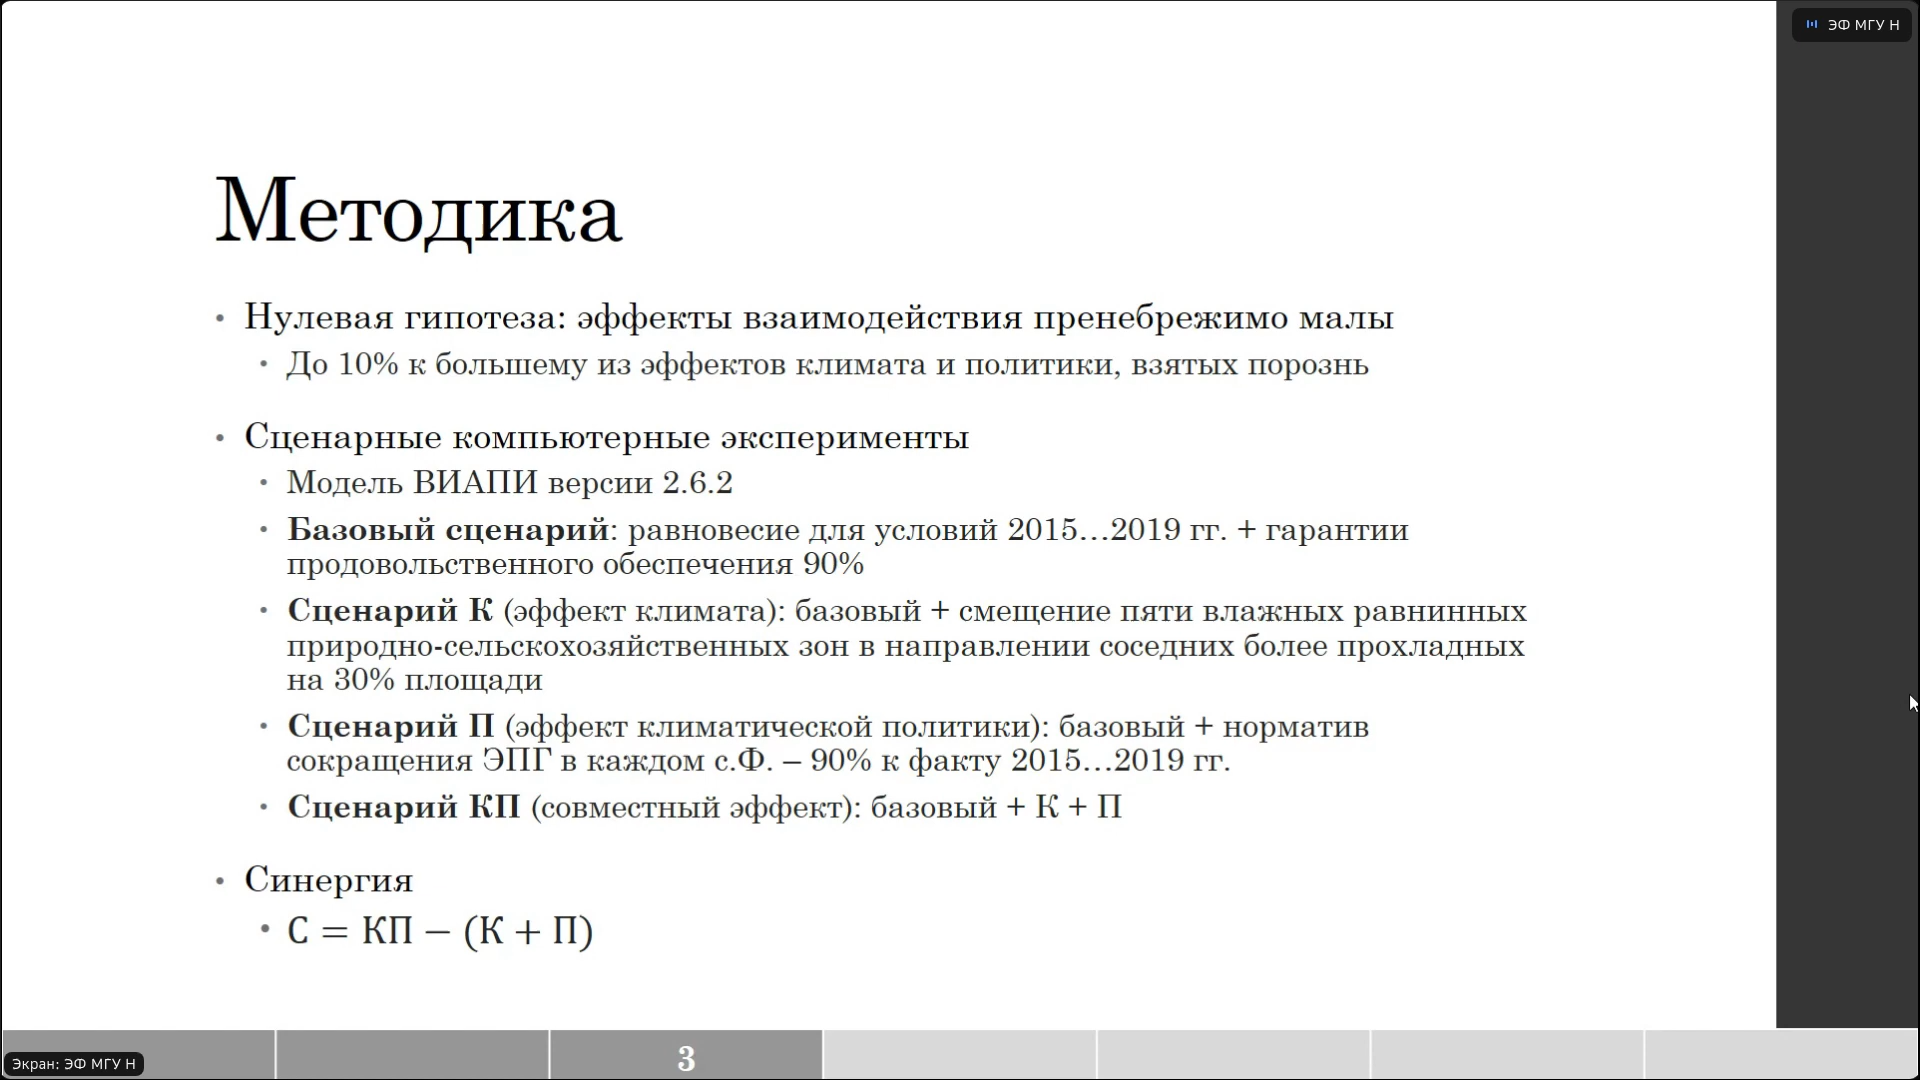 ЭФ МГУ Н
Методика
• Нулевая гипотеза: эффекты взаимодействия пренебрежимо малы
• До 10% к большему из эффектов климата и политики, взятых порознь
• Сценарные компьютерные эксперименты
• Модель ВИАПИ версии 2.6.2
• Базовый сценарий: равновесие для условий 2015…2019 гг. + гарантии
продовольственного обеспечения 90%
• Сценарий К (эффект климата): базовый + смещение пяти влажных равнинных
природно-сельскохозяйственных зон в направлении соседних более прохладных
на 30% площади
• Сценарий П (эффект климатической политики): базовый + норматив
сокращения ЭПГ в каждом с.Ф. – 90% к факту 2015…2019 гг.
• Сценарий КП (совместный эффект): базовый + К + П
• Синергия
• С = КП − (К + П)
3
Экран: ЭФ МГУ Н